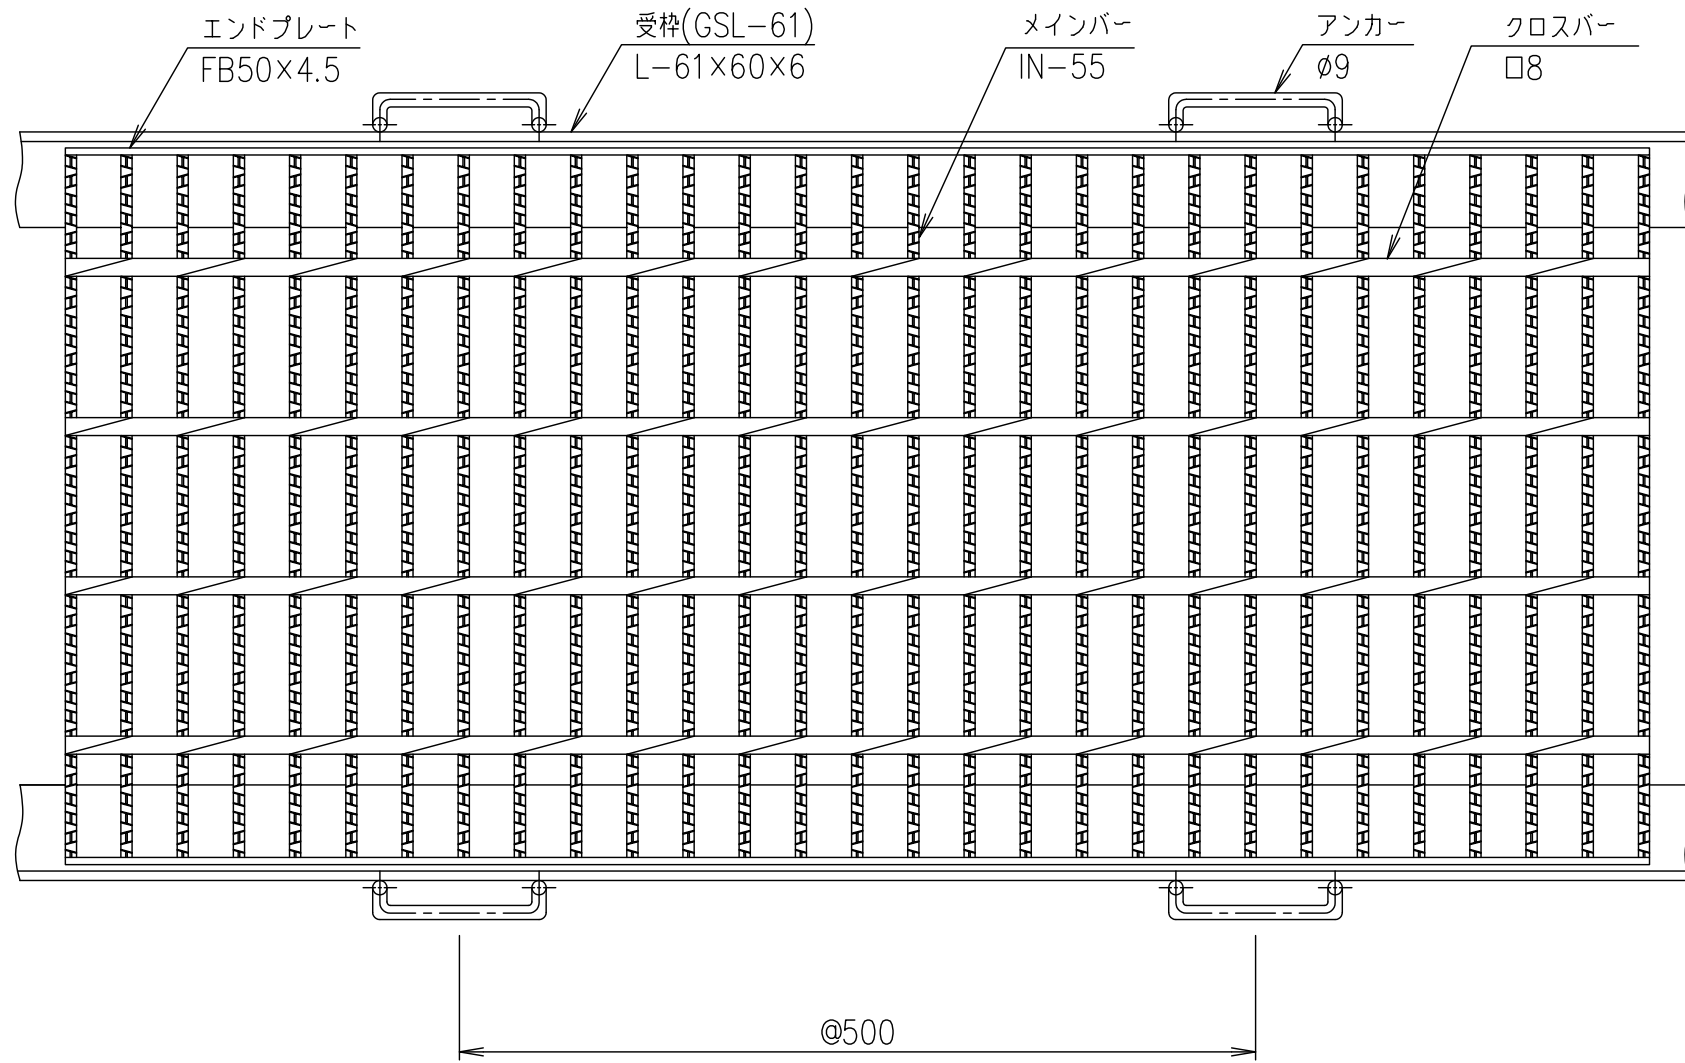 エンドプレート
FB50×4.5
受枠(GSL-61)
L-61×60×6
メインバー
IN-55
アンカー
φ9
クロスバー
□8
@500